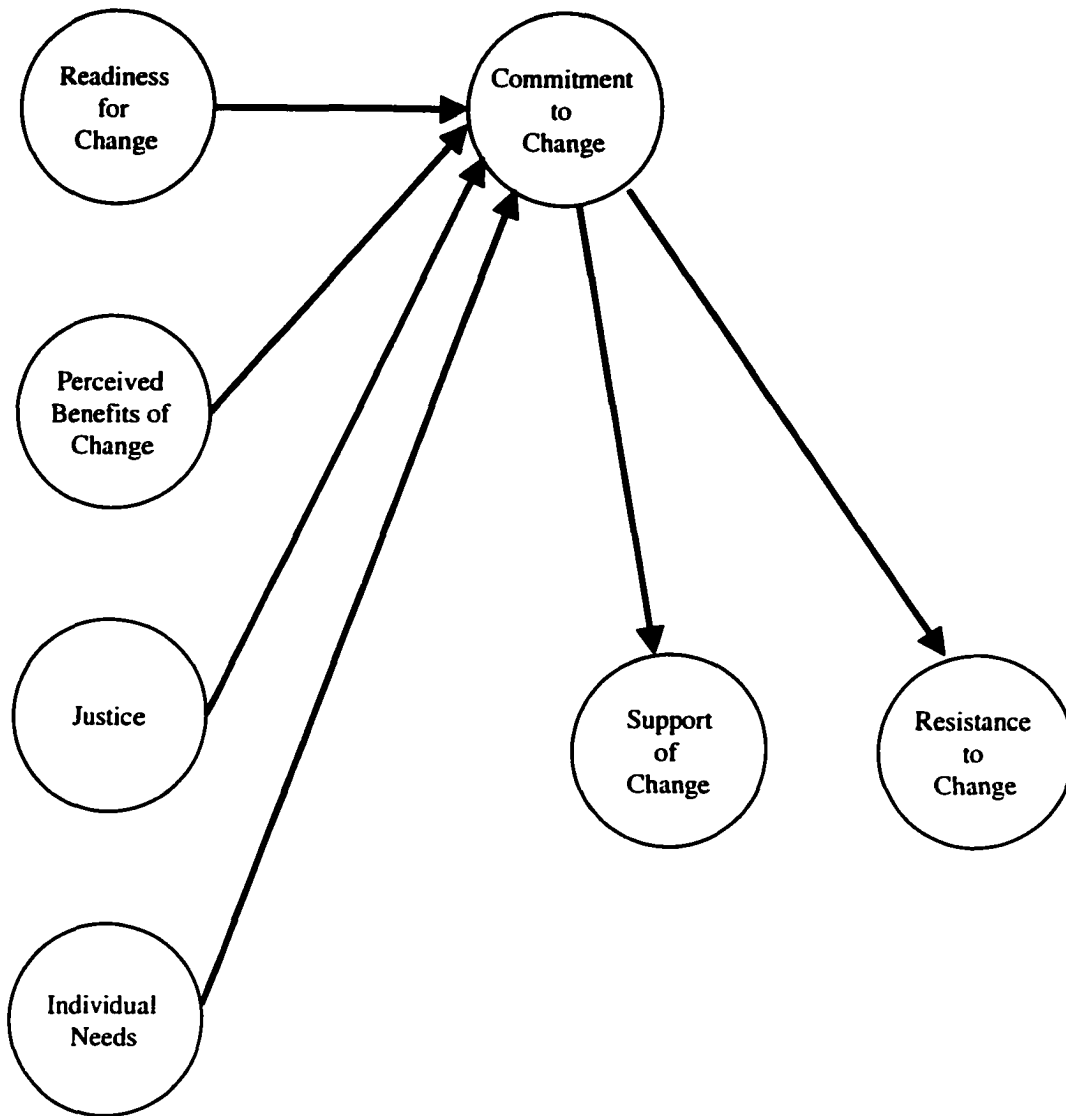 Readiness
for
Change
Commitment
to
Change
Perceived
Benefits of
Change
Justice
Support
of
Change
Resistance
to
Change
Individual
Needs